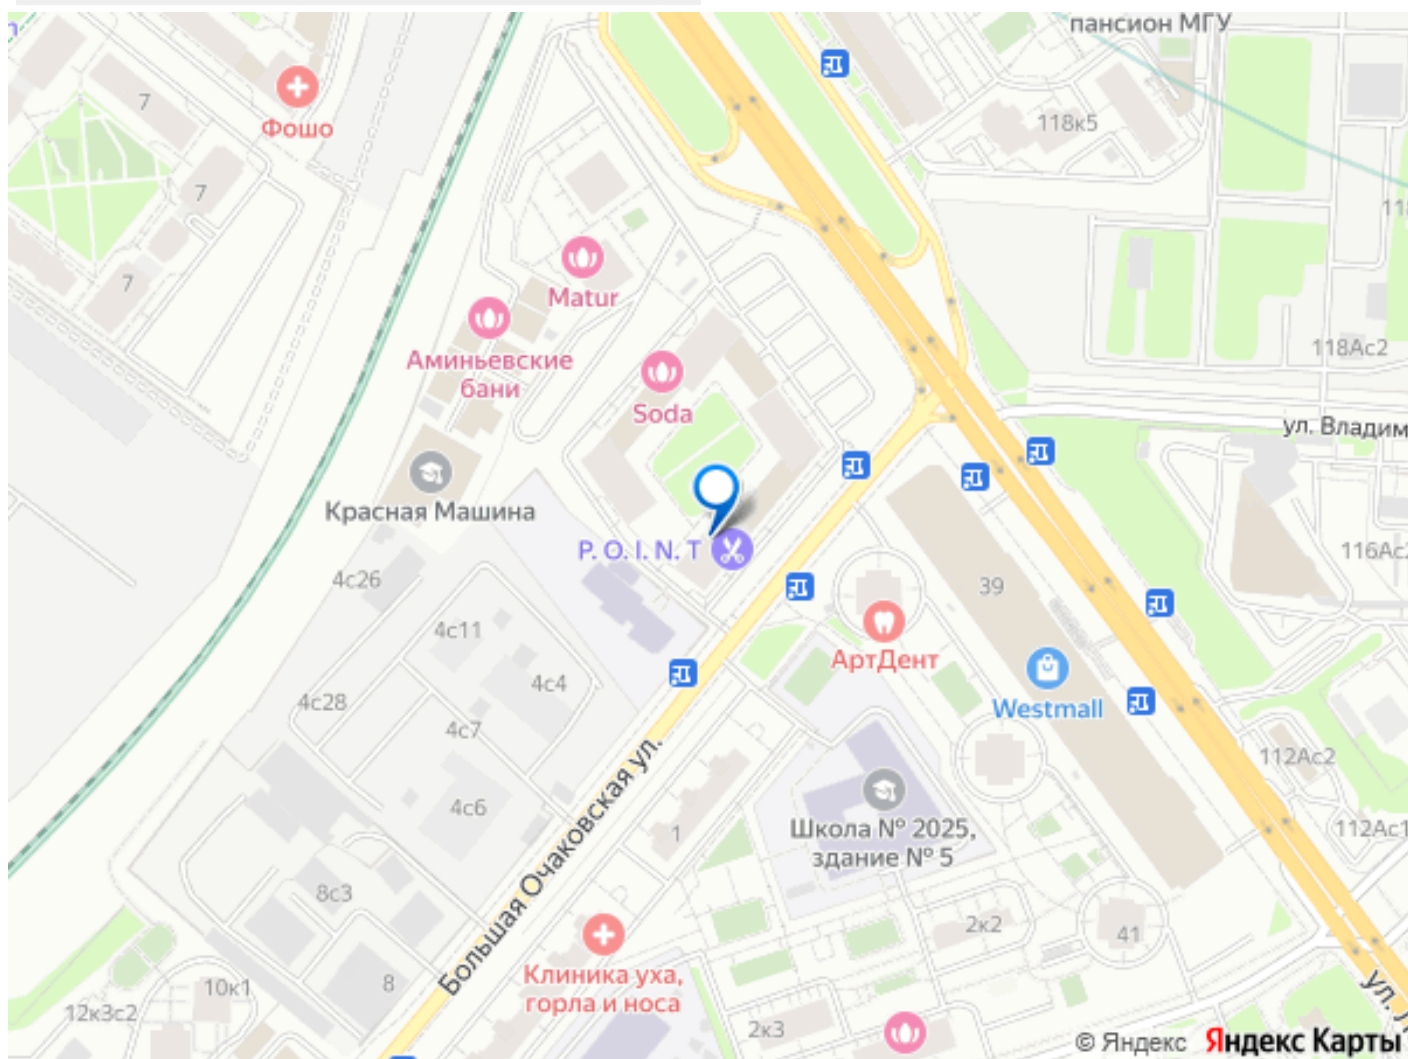 пансион МГУ
7
118к5
Фошо
7
7
Matur
118Ас2
Аминьевские
бани
Soda
ул. Владим
Красная Машина
P. O. I. N. T
116Ас2
4с26
39
4с11
АртДент
4с4
4с28
Westmall
4с7
112Ас2
4с6
1
Школа № 2025,
здание № 5
112Ас1
Большая Очаковская ул.
8с3
2к2
41
Клиника уха,
горла и носа
10к1
8
12к3с2
2к3
ул. Л
© Яндекс Яндекс Карты